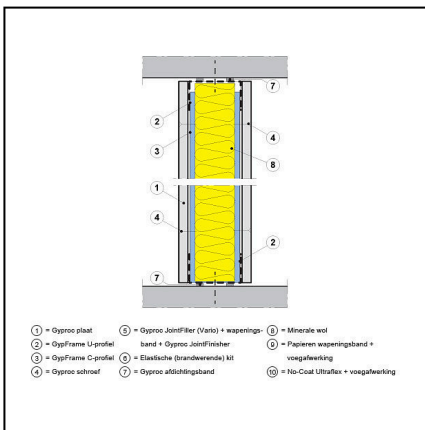 7
2
4
3
8
1
4
2
7
1 = Gyproc plaat
2 = GypFrame U-profiel
3 = GypFrame C-profiel
4 = Gyproc schroef
5 = Gyproc JointFiller (Vario) + wapenings-
band + Gyproc JointFinisher
6 = Elastische (brandwerende) kit
7 = Gyproc afdichtingsband
8 = Minerale wol
9 = Papieren wapeningsband +
voegafwerking
10 = No-Coat Ultraflex + voegafwerking